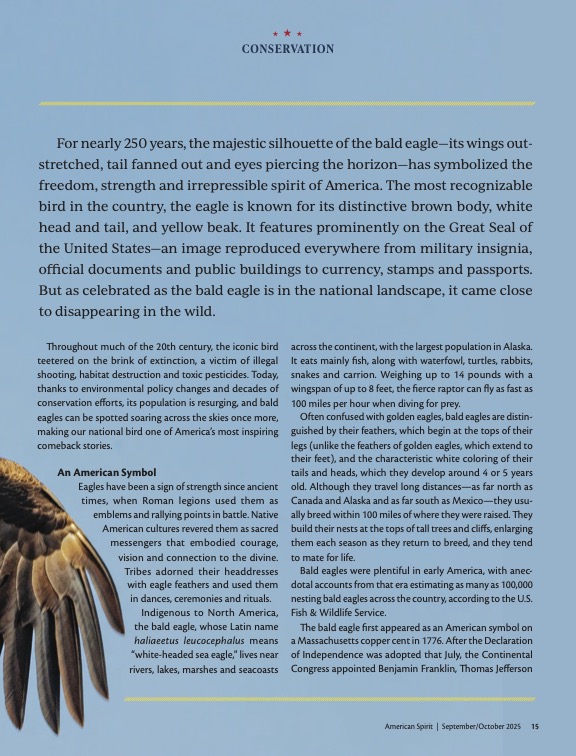 CONSERVATION
For nearly 250 years, the majestic silhouette of the bald eagle—its wings out-
stretched, tail fanned out and eyes piercing the horizon—has symbolized the
freedom, strength and irrepressible spirit of America. The most recognizable
bird in the country, the eagle is known for its distinctive brown body, white
head and tail, and yellow beak. It features prominently on the Great Seal of
the United States—an image reproduced everywhere from military insignia,
official documents and public buildings to currency, stamps and passports.
But as celebrated as the bald eagle is in the national landscape, it came close
to disappearing in the wild.
Throughout much of the 20th century, the iconic bird
teetered on the brink of extinction, a victim of illegal
shooting, habitat destruction and toxic pesticides. Today,
thanks to environmental policy changes and decades of
conservation efforts, its population is resurging, and bald
eagles can be spotted soaring across the skies once more,
making our national bird one of America's most inspiring
comeback stories.
An American Symbol
Eagles have been a sign of strength since ancient
times, when Roman legions used them as
emblems and rallying points in battle. Native
American cultures revered them as sacred
messengers that embodied courage,
vision and connection to the divine.
Tribes adorned their headdresses
with eagle feathers and used them
in dances, ceremonies and rituals.
Indigenous to North America,
the bald eagle, whose Latin name
haliaeetus leucocephalus means
"white-headed sea eagle," lives near
rivers, lakes, marshes and seacoasts
across the continent, with the largest population in Alaska.
It eats mainly fish, along with waterfowl, turtles, rabbits,
snakes and carrion. Weighing up to 14 pounds with a
wingspan of up to 8 feet, the fierce raptor can fly as fast as
100 miles per hour when diving for prey.
Often confused with golden eagles, bald eagles are distin-
guished by their feathers, which begin at the tops of their
legs (unlike the feathers of golden eagles, which extend to
their feet), and the characteristic white coloring of their
tails and heads, which they develop around 4 or 5 years
old. Although they travel long distances—as far north as
Canada and Alaska and as far south as Mexico—they usu-
ally breed within 100 miles of where they were raised. They
build their nests at the tops of tall trees and cliffs, enlarging
them each season as they return to breed, and they tend
to mate for life.
Bald eagles were plentiful in early America, with anec-
dotal accounts from that era estimating as many as 100,000
nesting bald eagles across the country, according to the U.S.
Fish & Wildlife Service.
The bald eagle first appeared as an American symbol on
a Massachusetts copper cent in 1776. After the Declaration
of Independence was adopted that July, the Continental
Congress appointed Benjamin Franklin, Thomas Jefferson
American Spirit | September/October 2025 15